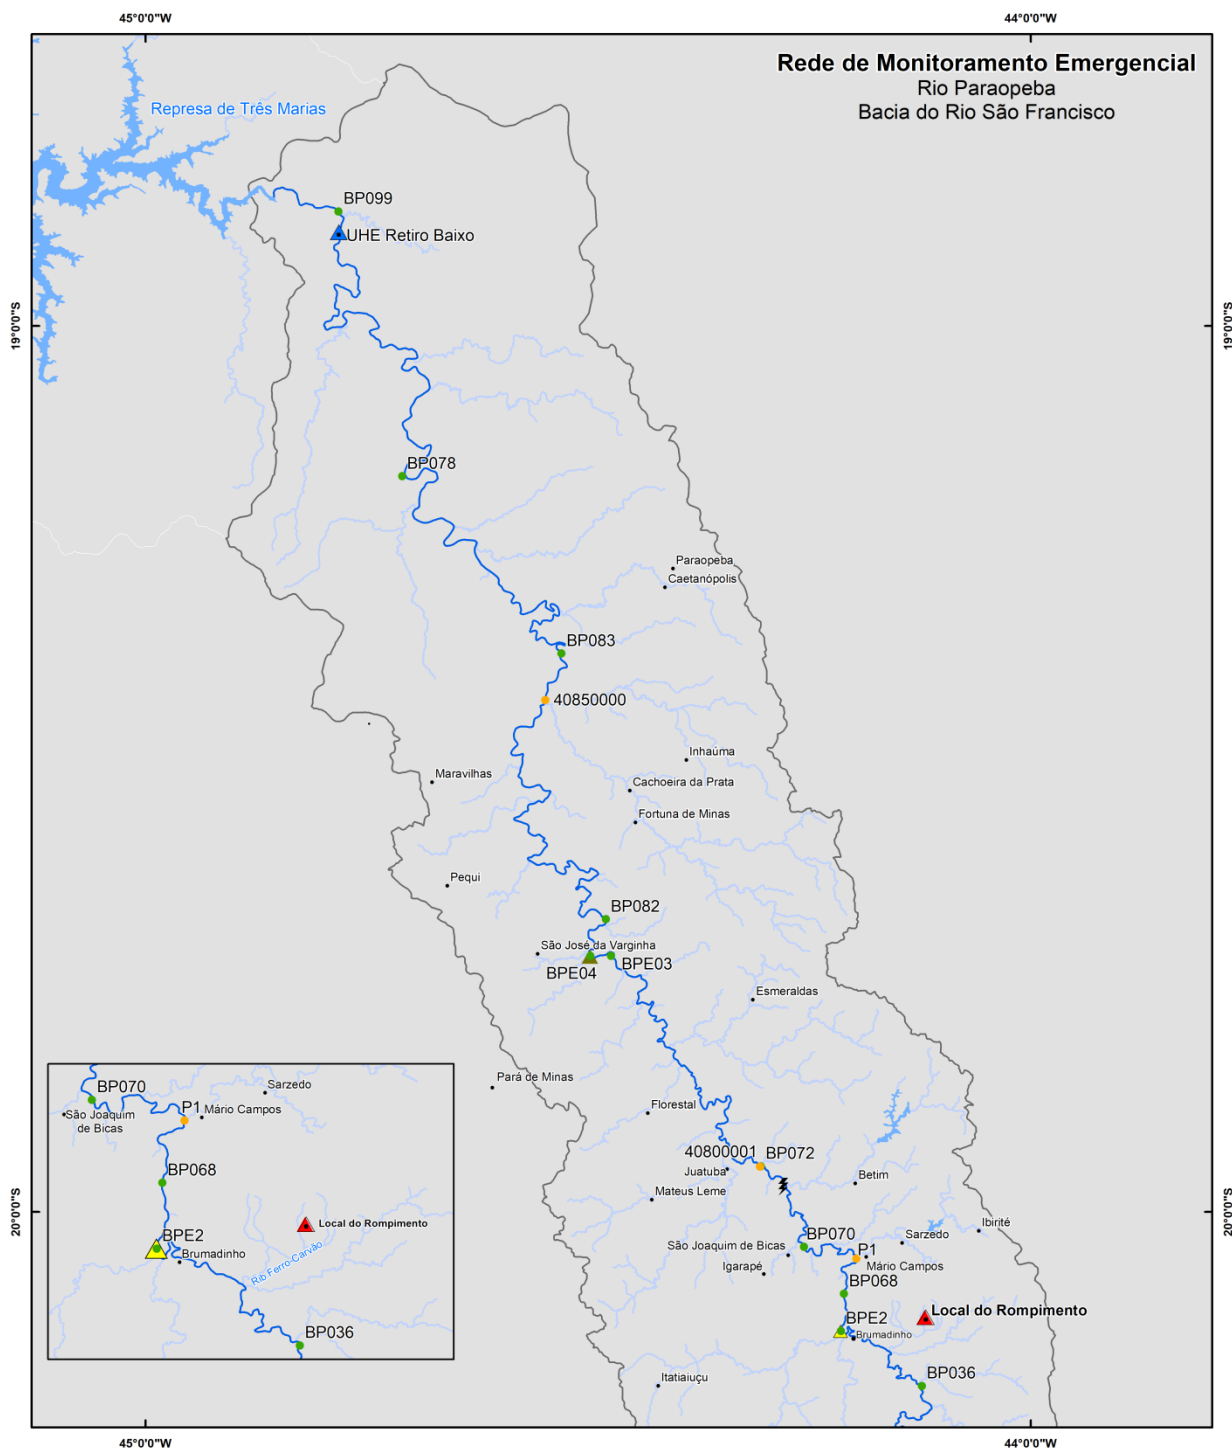 45°0'0"W
44°0'0"W
Rede de Monitoramento Emergencial
Rio Paraopeba
Bacia do Rio São Francisco
Represa de Três Marias
BP099
UHE Retiro Baixo
19°0'0"S
19°0'0"S
BP078
Paraopeba
Caetanópolis
BP083
40850000
Inhaúma
Maravilhas
Cachoeira da Prata
Fortuna de Minas
Pequi
BP082
São José da Varginha
BPE04
BPE03
Esmeraldas
Pará de Minas
Florestal
40800001
BP072
Juatuba
Betim
Mateus Leme
20°0'0"S
20°0'0"S
Ibirité
BP070
Sarzedo
São Joaquim de Bicas
P1
Igarapé
Mário Campos
BP068
Local do Rompimento
BPE2
Brumadinho
BP036
Itatiaiuçu
BP070
Sarzedo
P1
Mário Campos
São Joaquim
de Bicas
BP068
Local do Rompimento
BPE2
Brumadinho
Rib Ferro-Carvão
BP036
45°0'0"W
44°0'0"W